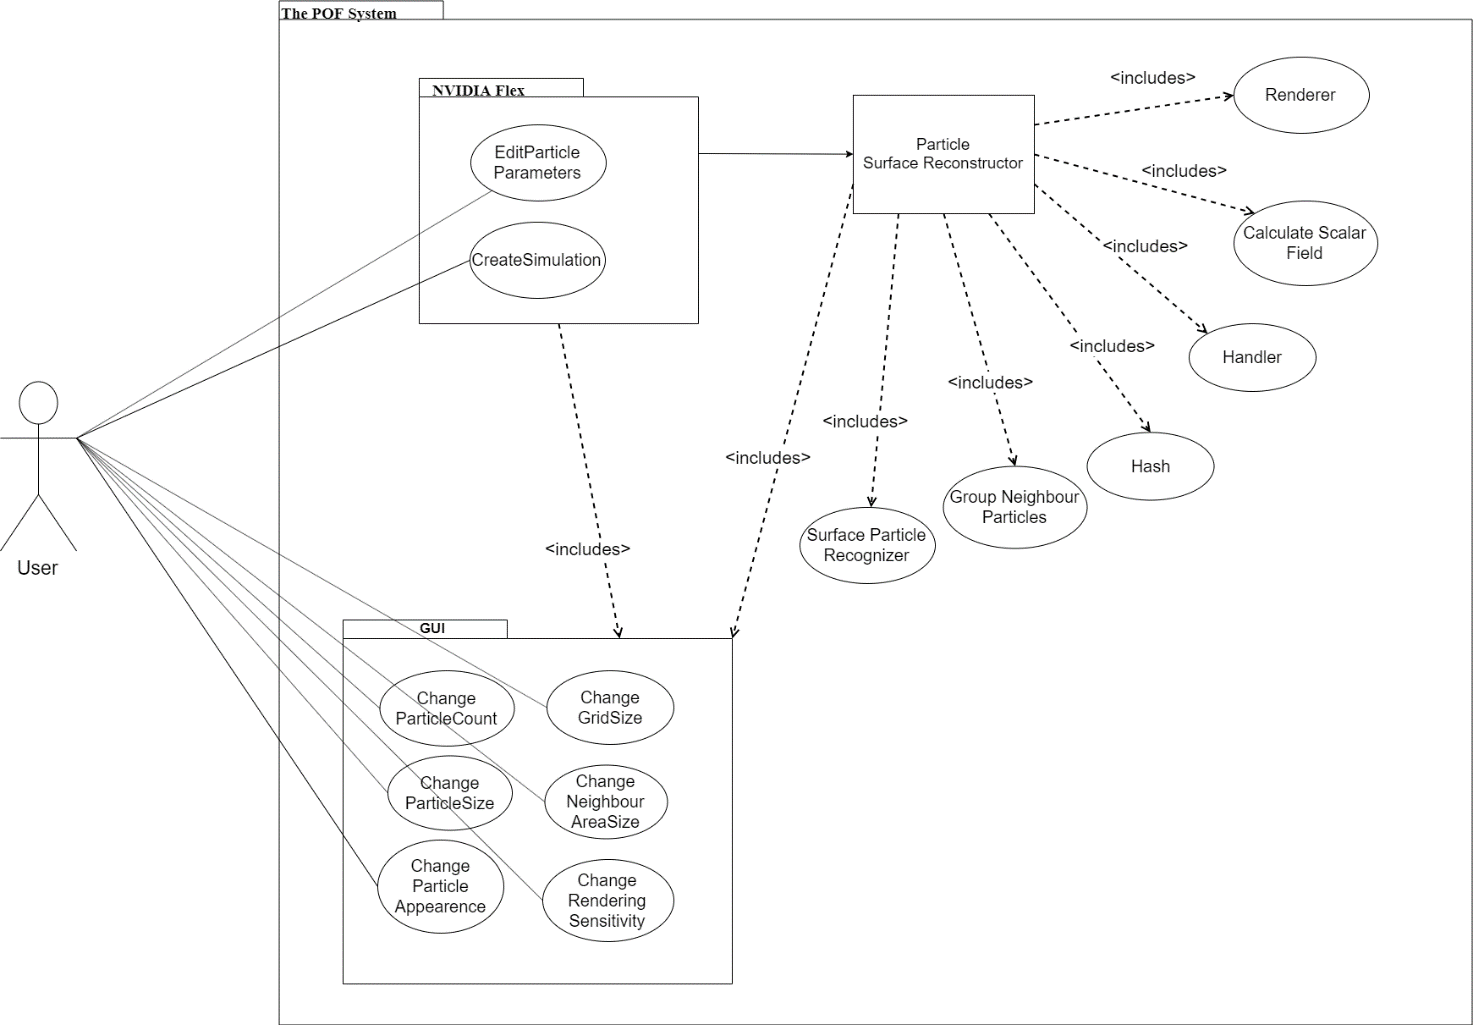 The POF System
NVIDIA Flex
EditParticle
Parameters
CreateSimulation
Particle
Surface Reconstructor
<includes>
Renderer
<includes>
Calculate Scalar
Field
<includes>
Handler
<includes>
Hash
<includes>
Group Neighbour
Particles
<includes>
Surface Particle
Recognizer
<includes>
<includes>
User
GUI
Change
ParticleCount
Change
GridSize
Change
ParticleSize
Change
Neighbour
AreaSize
Change
Particle
Appearence
Change
Rendering
Sensitivity